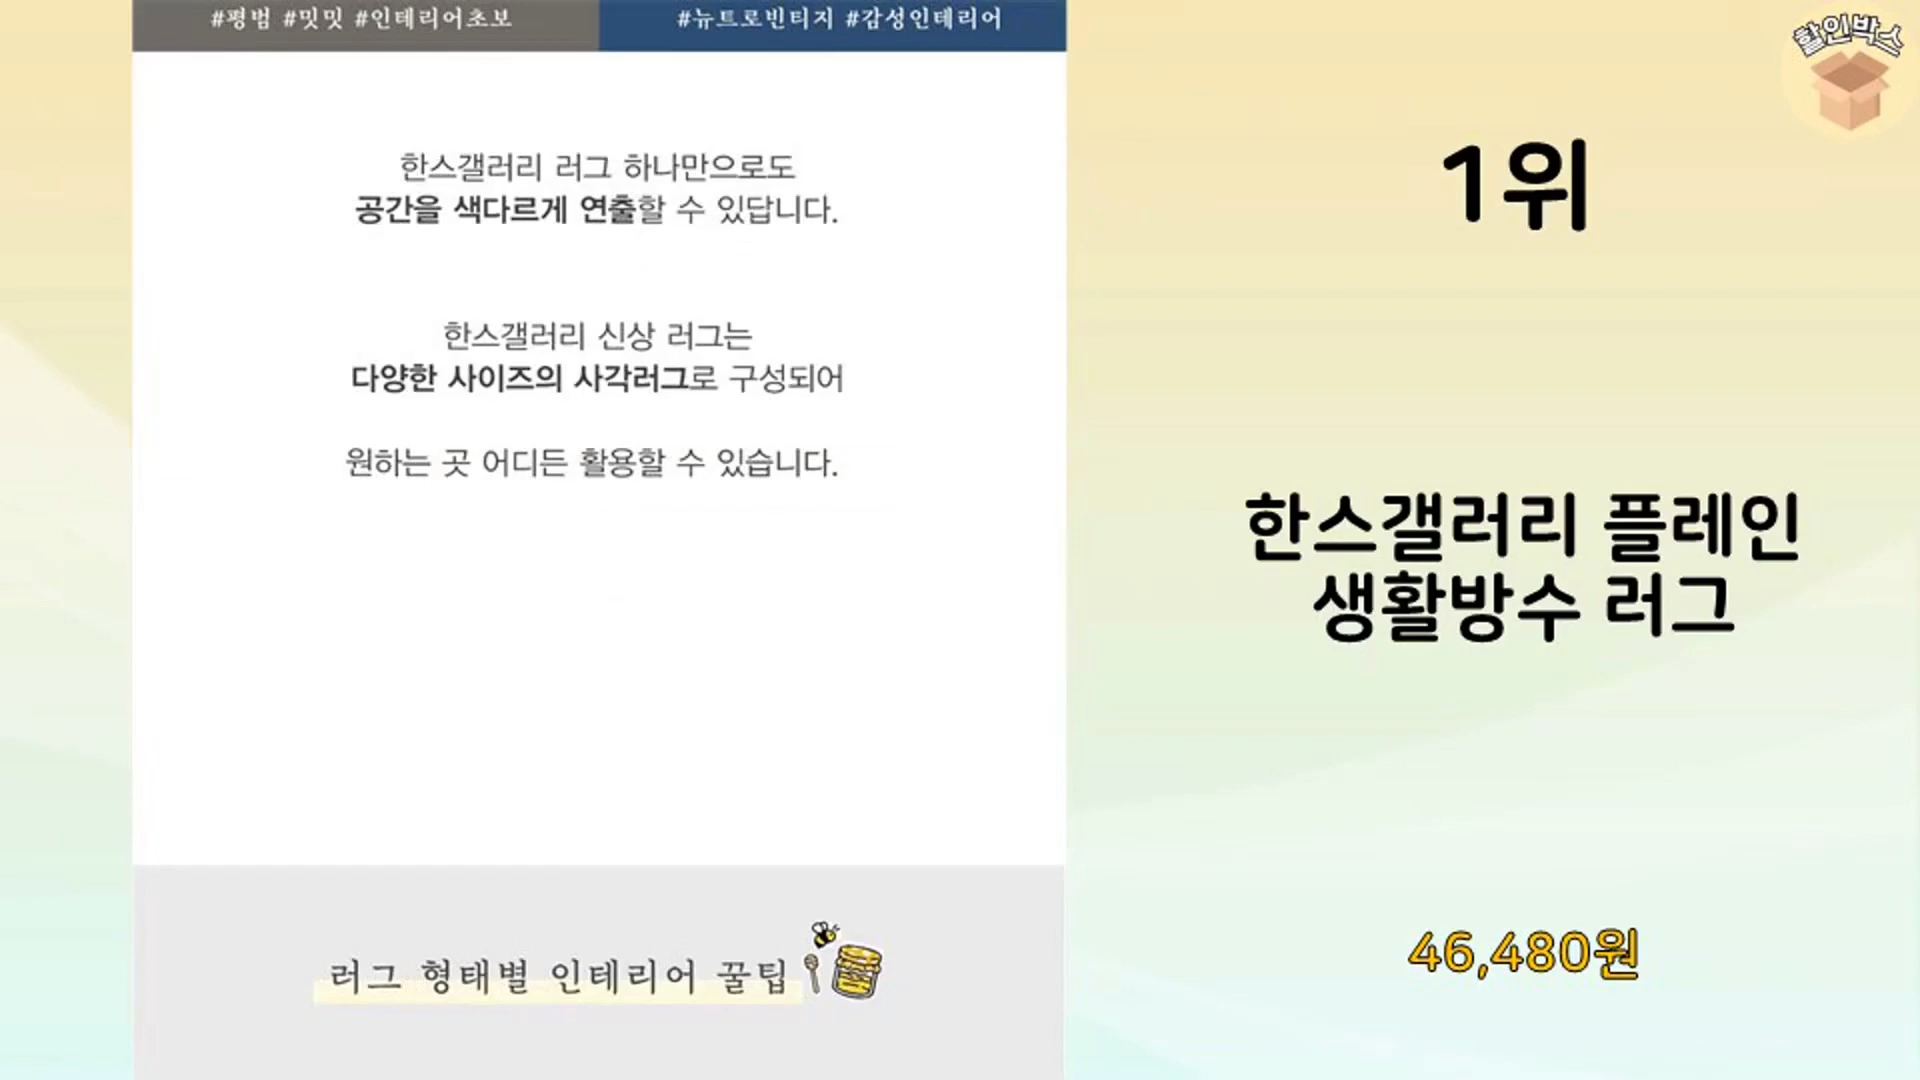 #평범 #밋밋 #인테리어초보
#뉴트로빈티지 #감성인테리어
한스갤러리 러그 하나만으로도
공간을 색다르게 연출할 수 있답니다.
한스갤러리 신상 러그는
다양한 사이즈의 사각러그로 구성되어
원하는 곳 어디든 활용할 수 있습니다.
러그 형태별 인테리어 꿀팁
할인박스
1위
한스갤러리 플레인
생활방수 러그
46,480원